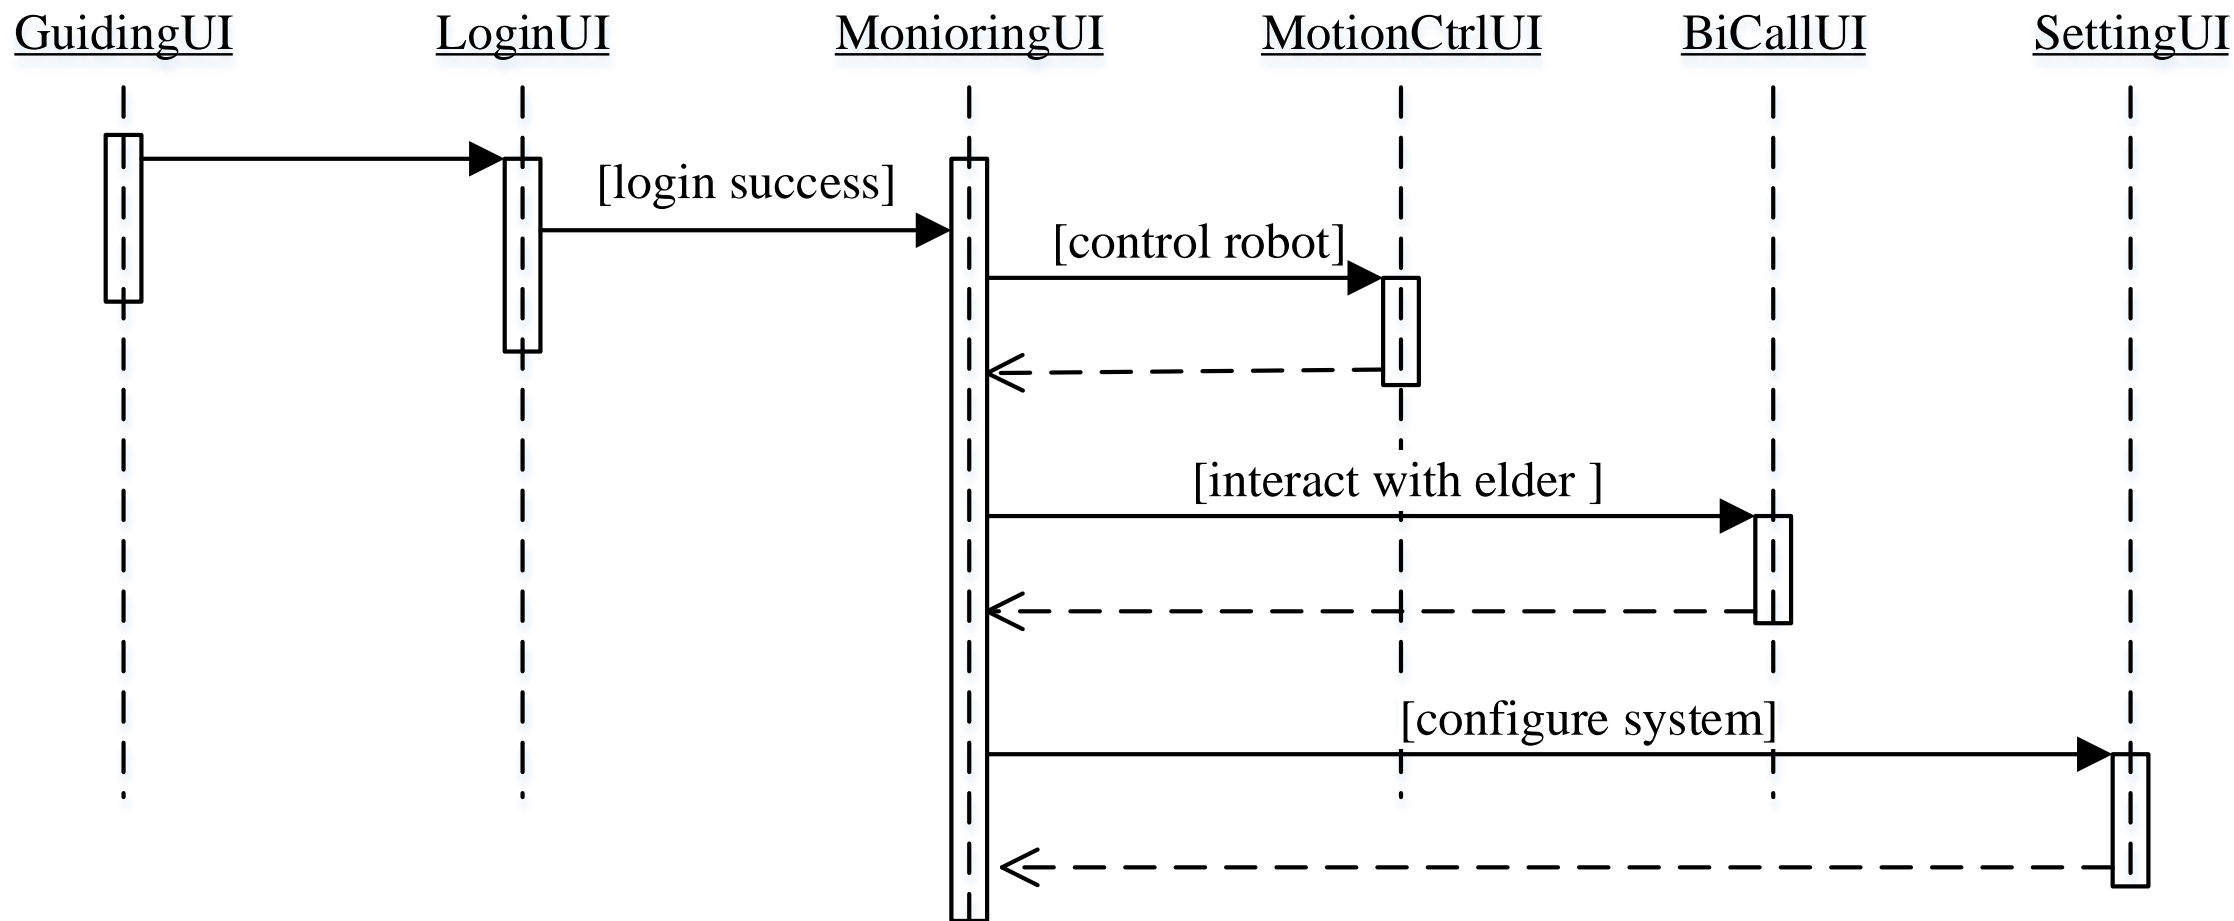 GuidingUI
LoginUI
MonioringUI
MotionCtrlUI
BiCallUI
SettingUI
[login success]
[control robot]
[interact with elder ]
[configure system]